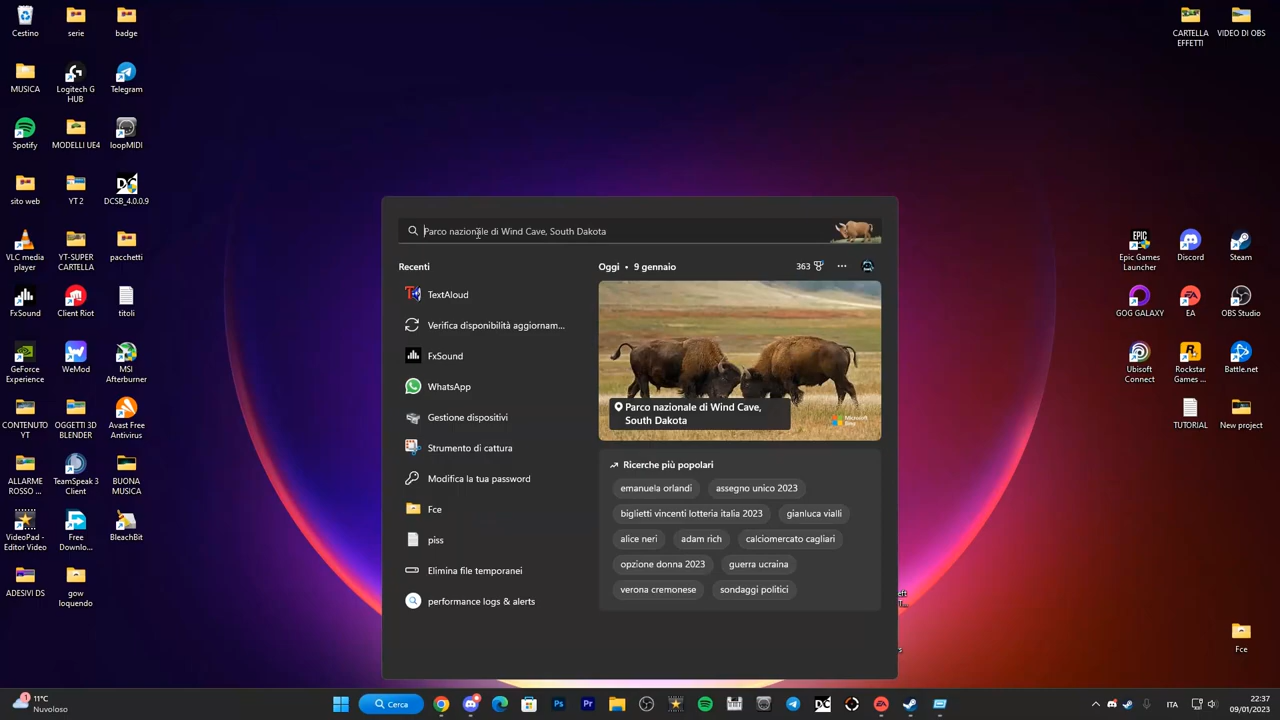 Cestino
serie
badge
CARTELLA
EFFETTI
VIDEO DI OBS
MUSICA
Logitech G
HUB
Telegram
Spotify
MODELLI UE4
loopMIDI
sito web
YT 2
DCSB_4.0.0.9
VLC media
player
YT-SUPER
CARTELLA
pacchetti
FxSound
Client Riot
titoli
GeForce
Experience
WeMod
MSI
Afterburner
CONTENUTO
YT
OGGETTI 3D
BLENDER
Avast Free
Antivirus
ALLARME
ROSSO ...
TeamSpeak 3
Client
BUONA
MUSICA
VideoPad -
Editor Video
Free
Downlo...
BleachBit
ADESIVI DS
gow
loquendo
Parco nazionale di Wind Cave, South Dakota
Recenti
TextAloud
Verifica disponibilità aggiornam...
FxSound
WhatsApp
Gestione dispositivi
Strumento di cattura
Modifica la tua password
Fce
piss
Elimina file temporanei
performance logs & alerts
Oggi • 9 gennaio
363
Parco nazionale di Wind Cave,
South Dakota
Microsoft
Bing
Ricerche più popolari
emanuela orlandi
assegno unico 2023
biglietti vincenti lotteria italia 2023
gianluca vialli
alice neri
adam rich
calciomercato cagliari
opzione donna 2023
guerra ucraina
verona cremonese
sondaggi politici
Epic Games
Launcher
Discord
Steam
GOG GALAXY
EA
OBS Studio
Ubisoft
Connect
Rockstar
Games ...
Battle.net
TUTORIAL
New project
Fce
1
11°C
Nuvoloso
Cerca
ITA
22:37
09/01/2023